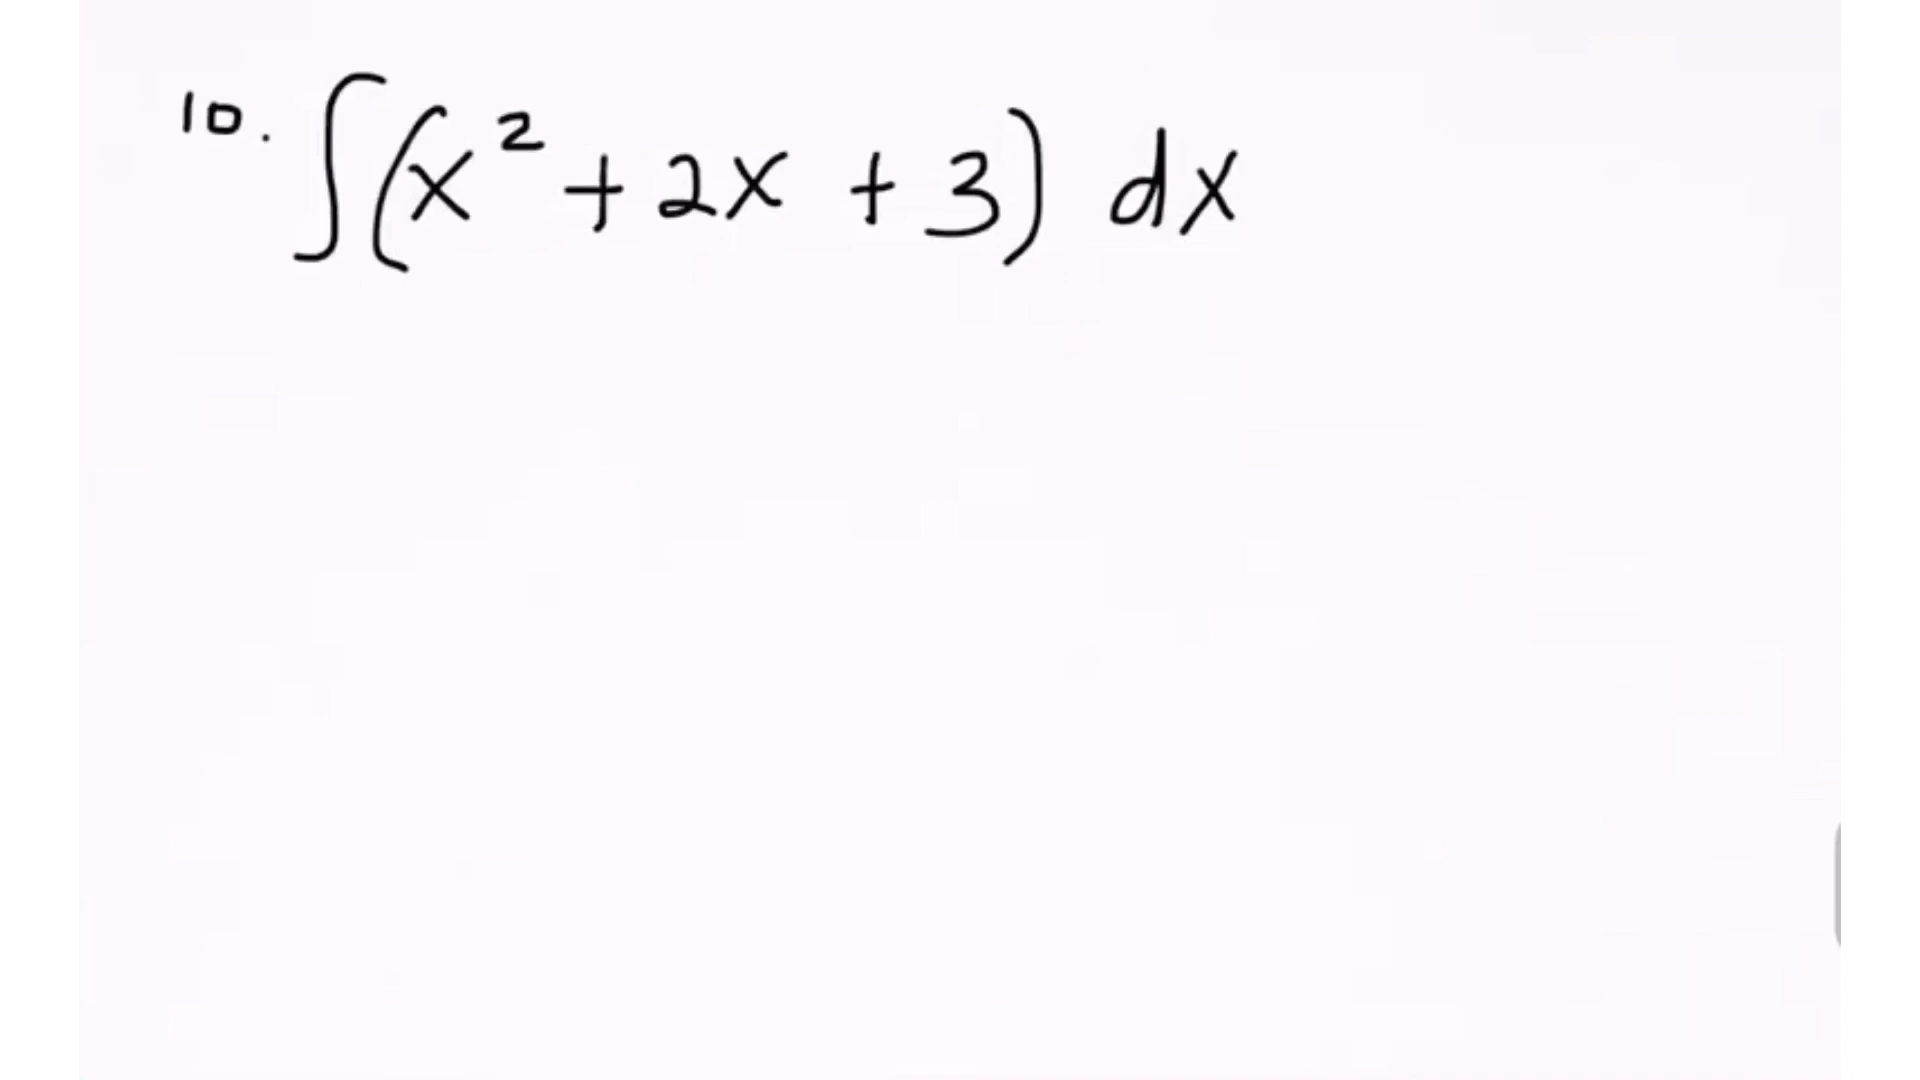 10. ∫(x² + 2x + 3) dx